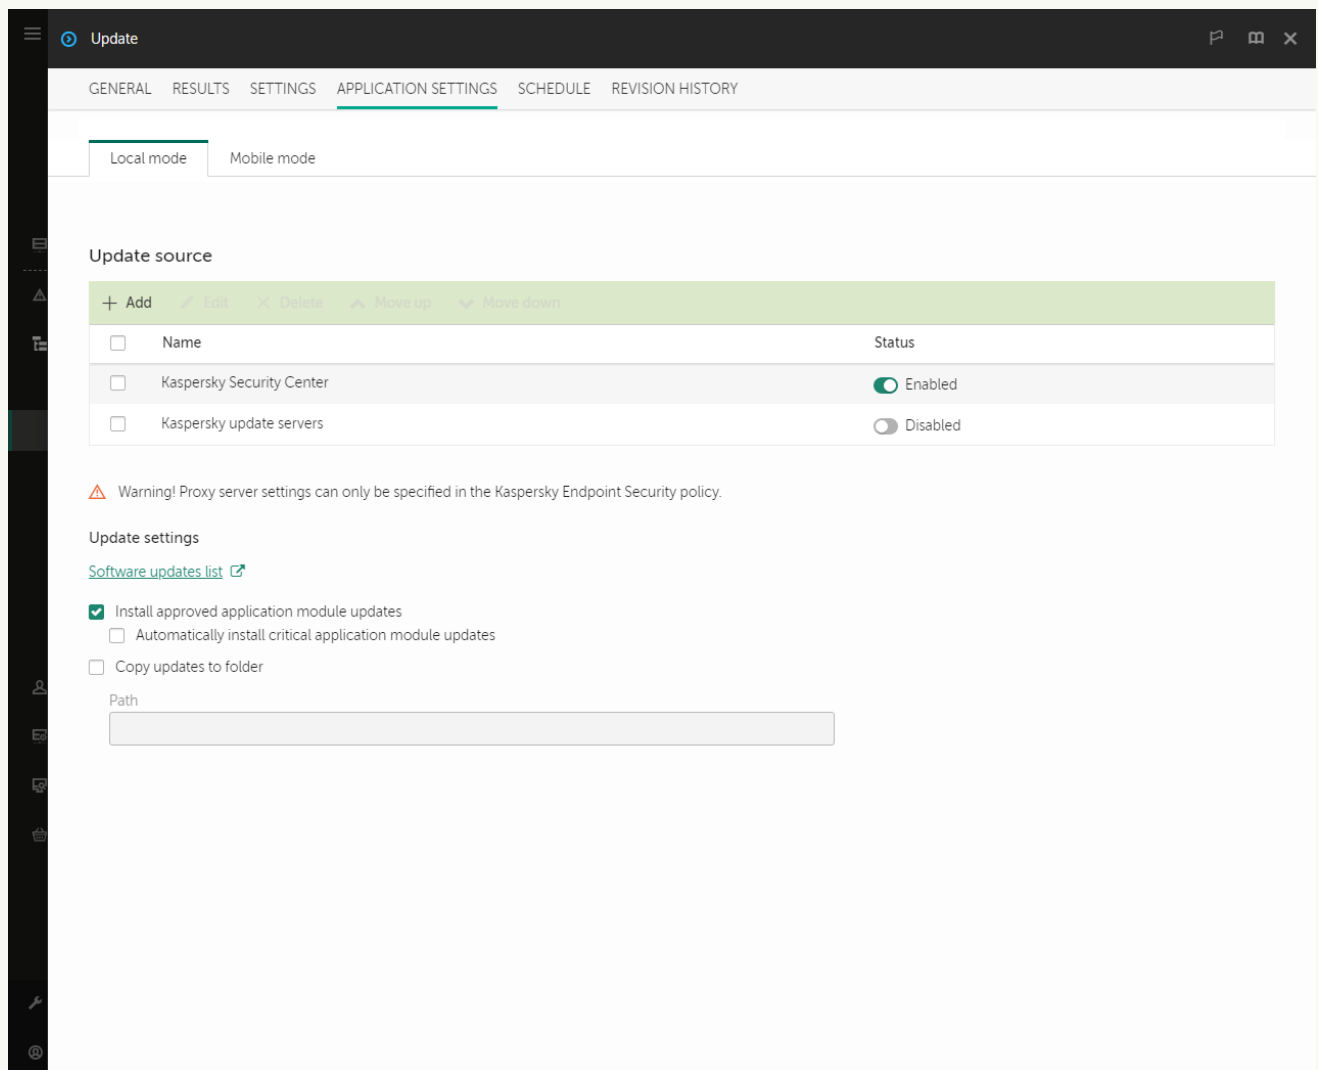 Update
GENERAL RESULTS SETTINGS APPLICATION SETTINGS SCHEDULE REVISION HISTORY
Local mode Mobile mode
Update source
Add Edit Delete Move up Move down
Name Status
Kaspersky Security Center Enabled
Kaspersky update servers Disabled
Warning! Proxy server settings can only be specified in the Kaspersky Endpoint Security policy.
Update settings
Software updates list
Install approved application module updates
Automatically install critical application module updates
Copy updates to folder
Path